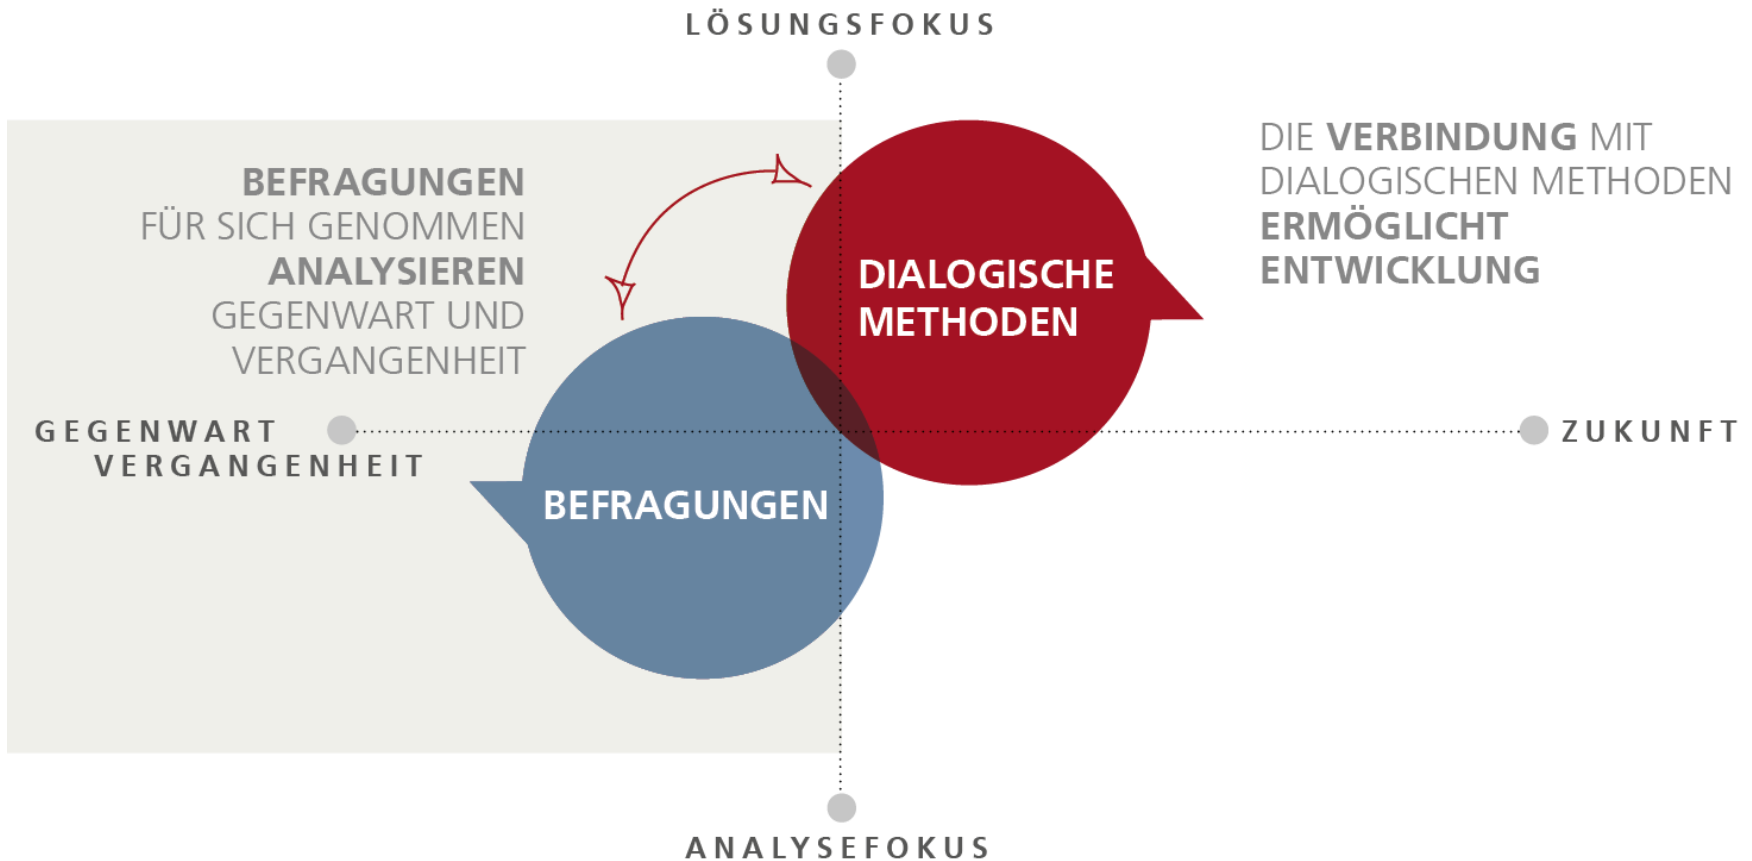 LÖSUNGSFOKUS
BEFRAGUNGEN
FÜR SICH GENOMMEN
ANALYSIEREN
GEGENWART UND
VERGANGENHEIT
DIALOGISCHE
METHODEN
DIE VERBINDUNG MIT
DIALOGISCHEN METHODEN
ERMÖGLICHT
ENTWICKLUNG
GEGENWART
VERGANGENHEIT
ZUKUNFT
BEFRAGUNGEN
ANALYSEFOKUS